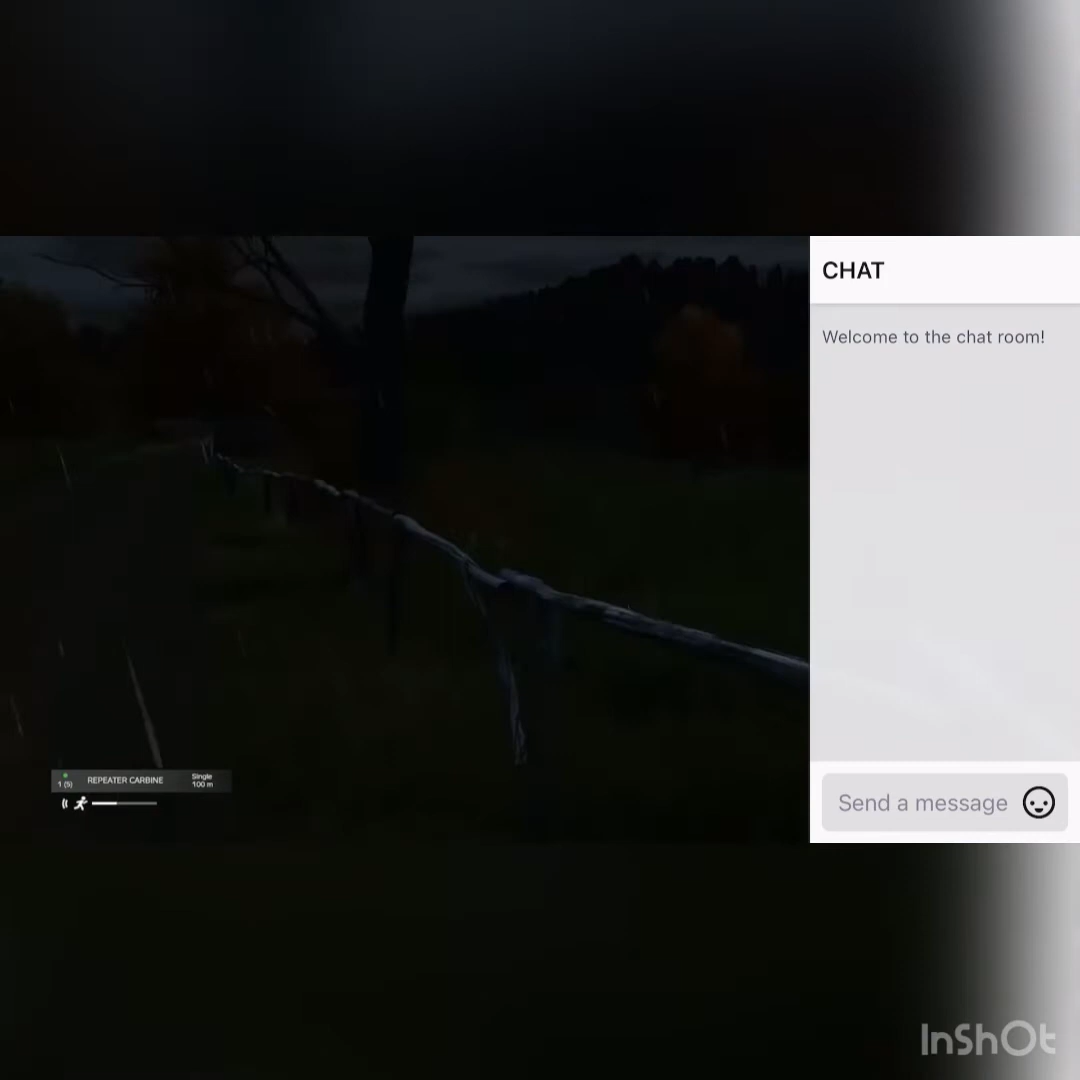 CHAT
Welcome to the chat room!
1 (5) REPEATER CARBINE Single
100 m
Send a message
InShOt